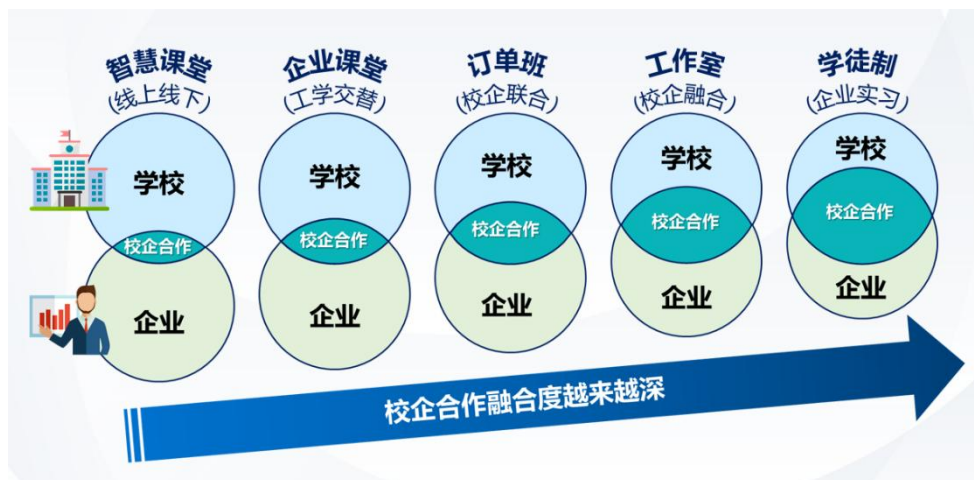 智慧课堂
(线上线下)
企业课堂
(工学交替)
订单班
(校企联合)
工作室
(校企融合)
学徒制
(企业实习)
学校
校企合作
企业
学校
校企合作
企业
学校
校企合作
企业
学校
校企合作
企业
学校
校企合作
企业
校企合作融合度越来越深